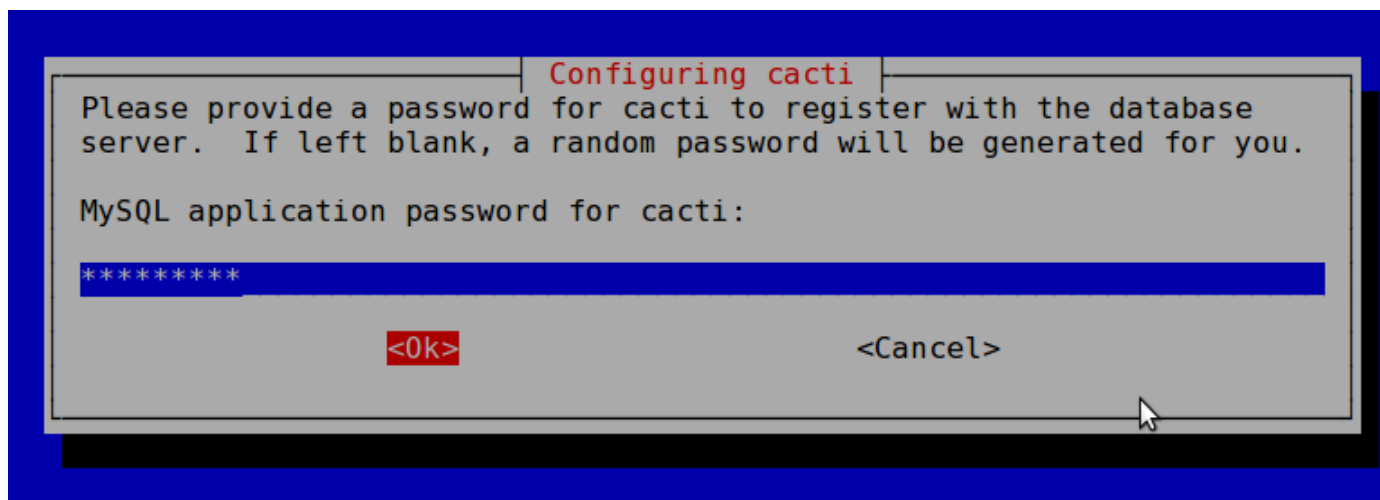 Configuring cacti
Please provide a password for cacti to register with the database
server.  If left blank, a random password will be generated for you.
MySQL application password for cacti:
*********
<Ok> <Cancel>